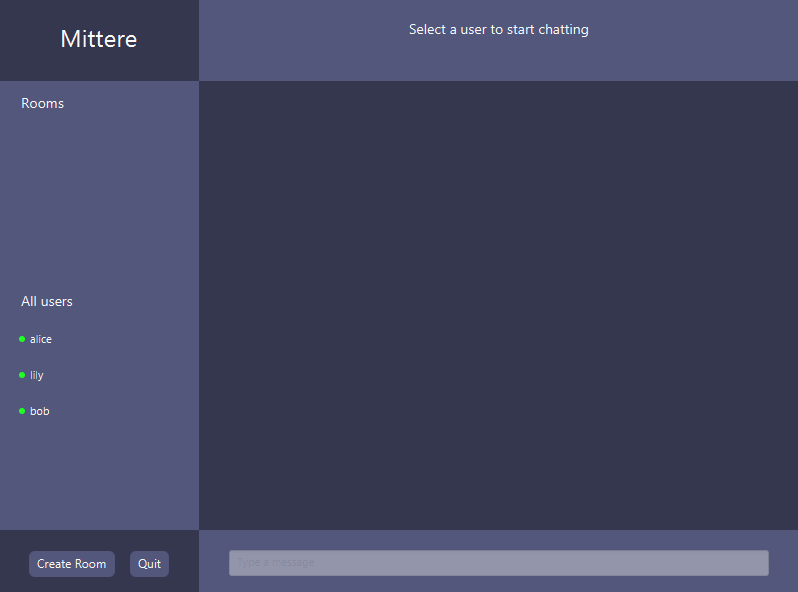 Mittere
Select a user to start chatting
Rooms
All users
alice
lily
bob
Create Room
Quit
Type a message